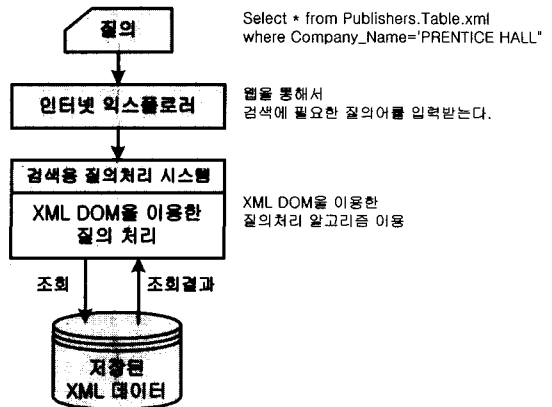 질의
Select * from Publishers.Table.xml
where Company_Name='PRENTICE HALL"
인터넷 익스플로러
웹을 통해서
검색에 필요한 질의어를 입력받는다.
검색용 질의처리 시스템
XML DOM을 이용한
질의 처리
XML DOM을 이용한
질의처리 알고리즘 이용
조회
조회결과
저장된
XML 데이터